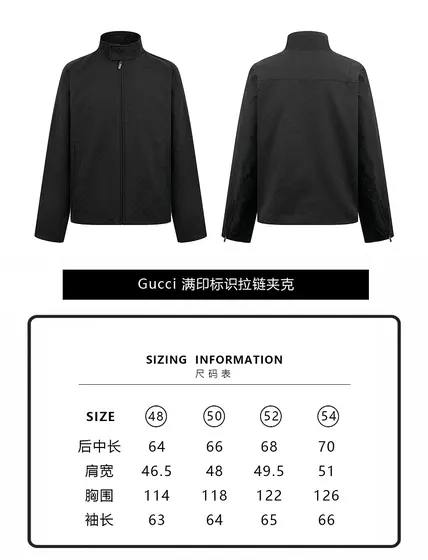 Gucci 满印标识拉链夹克
SIZING INFORMATION
尺码表
SIZE 48 50 52 54
后中长 64 66 68 70
肩宽 46.5 48 49.5 51
胸围 114 118 122 126
袖长 63 64 65 66